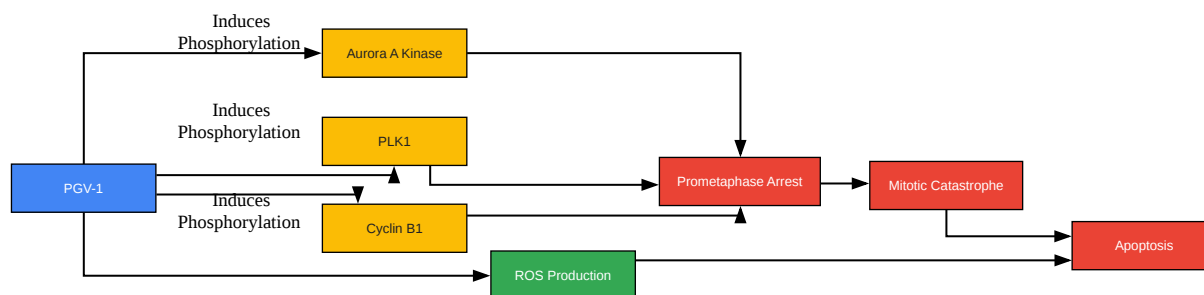 Induces
Phosphorylation
Aurora A Kinase
Induces
Phosphorylation
PLK1
PGV-1
Prometaphase Arrest
Mitotic Catastrophe
Induces
Phosphorylation
Cyclin B1
Apoptosis
ROS Production